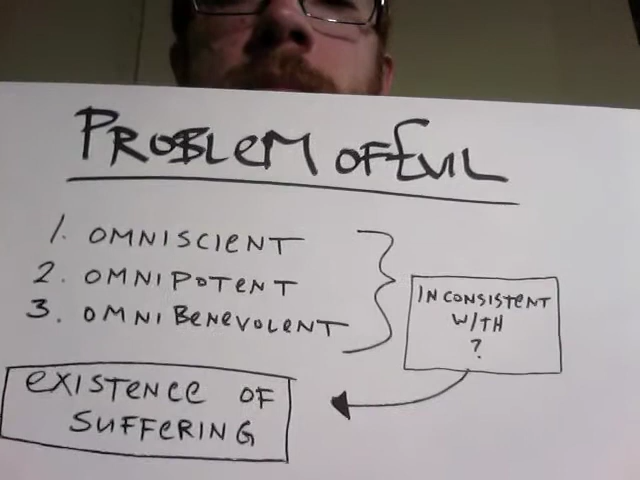 PROBLEM OF EVIL
1. OMNISCIENT
2. OMNIPOTENT
3. OMNIBENEVOLENT
INCONSISTENT
WITH
?
EXISTENCE OF
SUFFERING